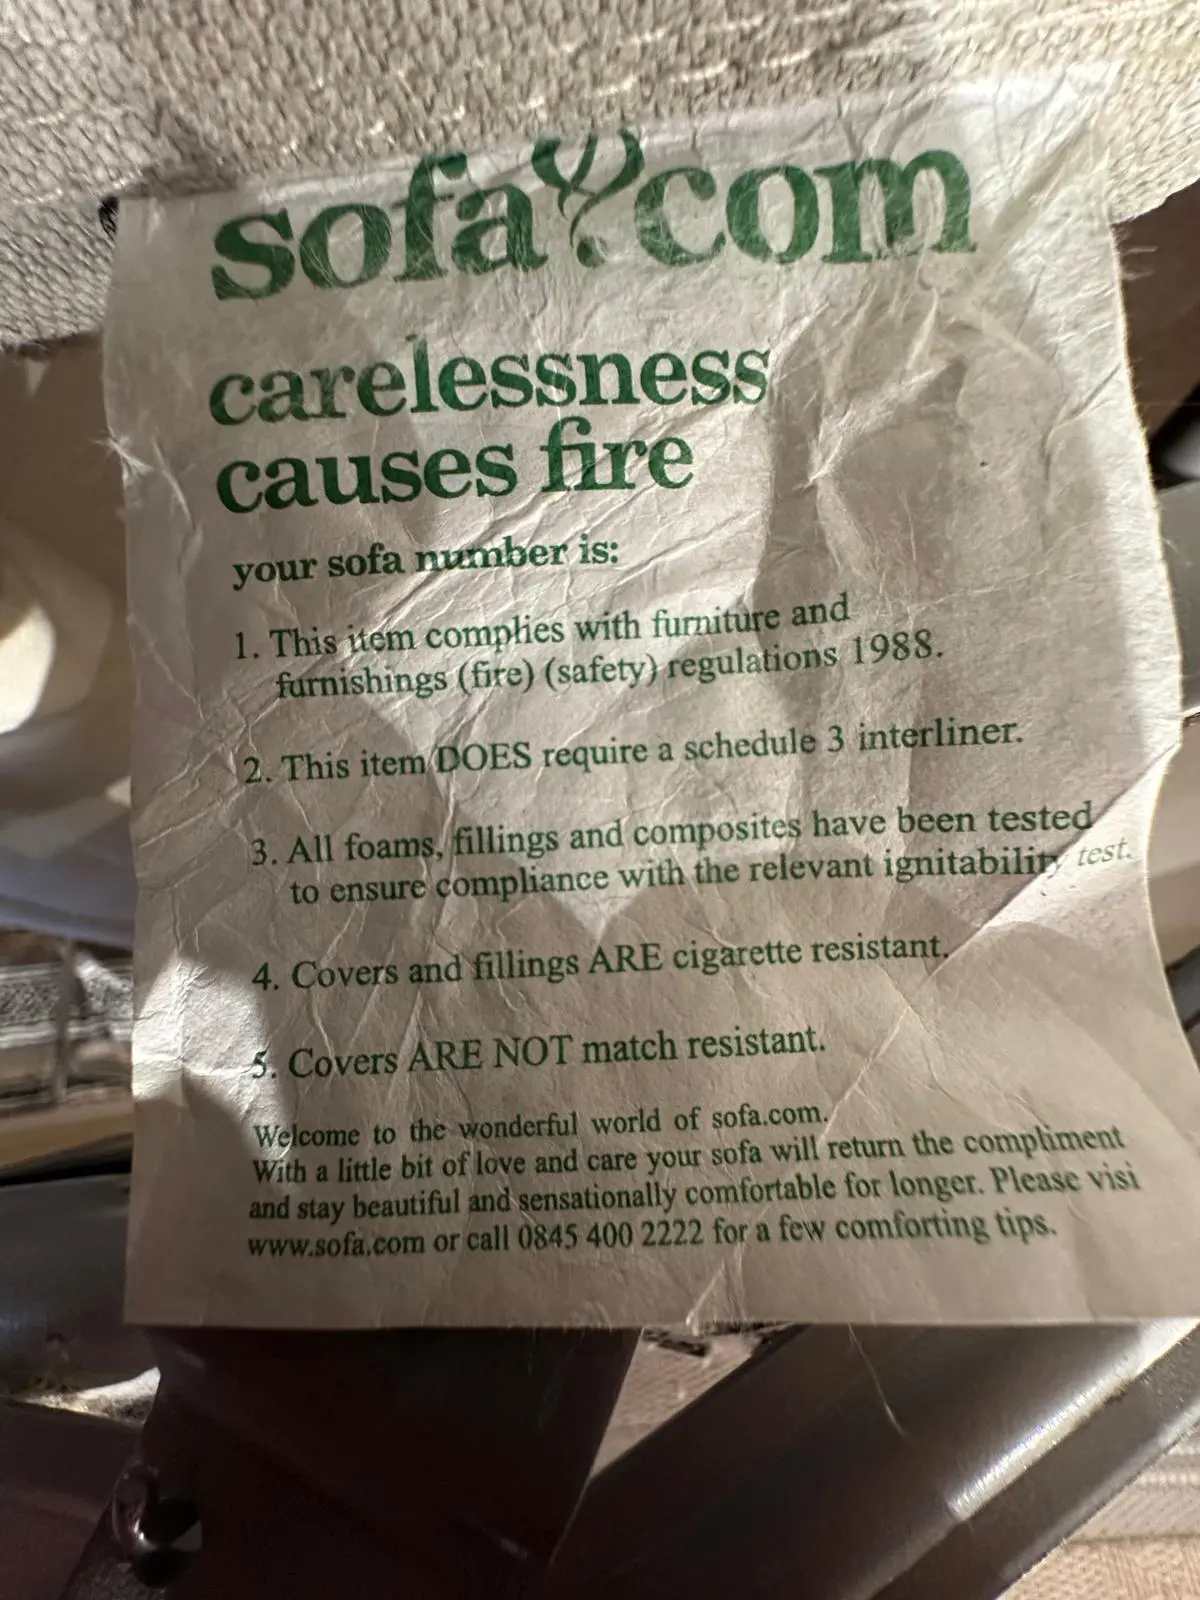 sofa.com
carelessness
causes fire
your sofa number is:
1. This item complies with furniture and
furnishings (fire) (safety) regulations 1988.
2. This item DOES require a schedule 3 interliner.
3. All foams, fillings and composites have been tested
to ensure compliance with the relevant ignitability test.
4. Covers and fillings ARE cigarette resistant.
5. Covers ARE NOT match resistant.
Welcome to the wonderful world of sofa.com.
With a little bit of love and care your sofa will return the compliment
and stay beautiful and sensationally comfortable for longer. Please visi
www.sofa.com or call 0845 400 2222 for a few comforting tips.